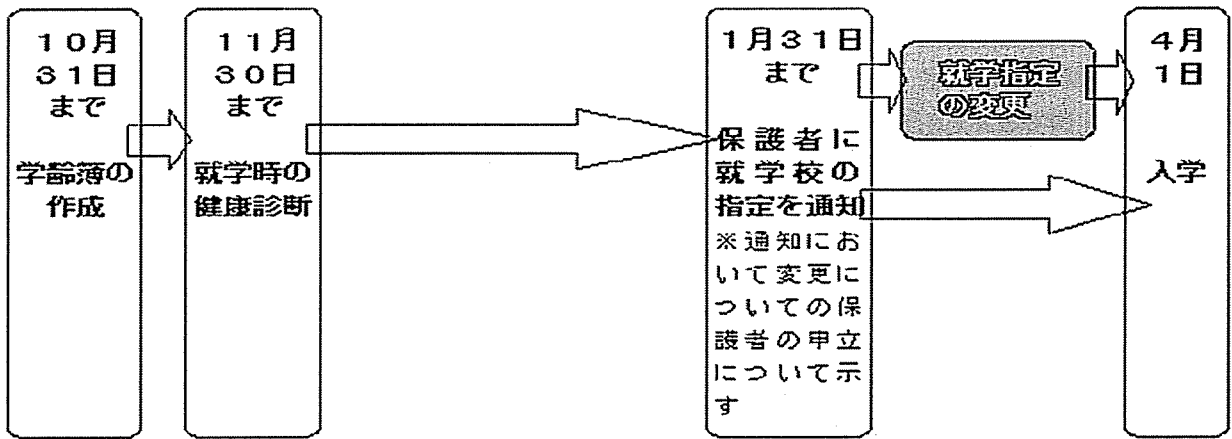 １０月
３１日
まで
学齢簿の
作成
１１月
３０日
まで
就学時の
健康診断
１月３１日
まで
保護者に
就学校の
指定を通知
※通知にお
いて変更に
ついての保
護者の申立
について示
す
就学指定
の変更
４月
１日
入学